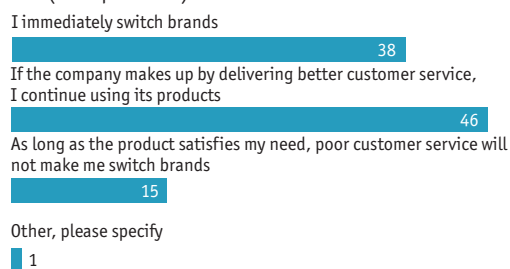 I immediately switch brands
38
If the company makes up by delivering better customer service,
I continue using its products
46
As long as the product satisfies my need, poor customer service will
not make me switch brands
15
Other, please specify
1